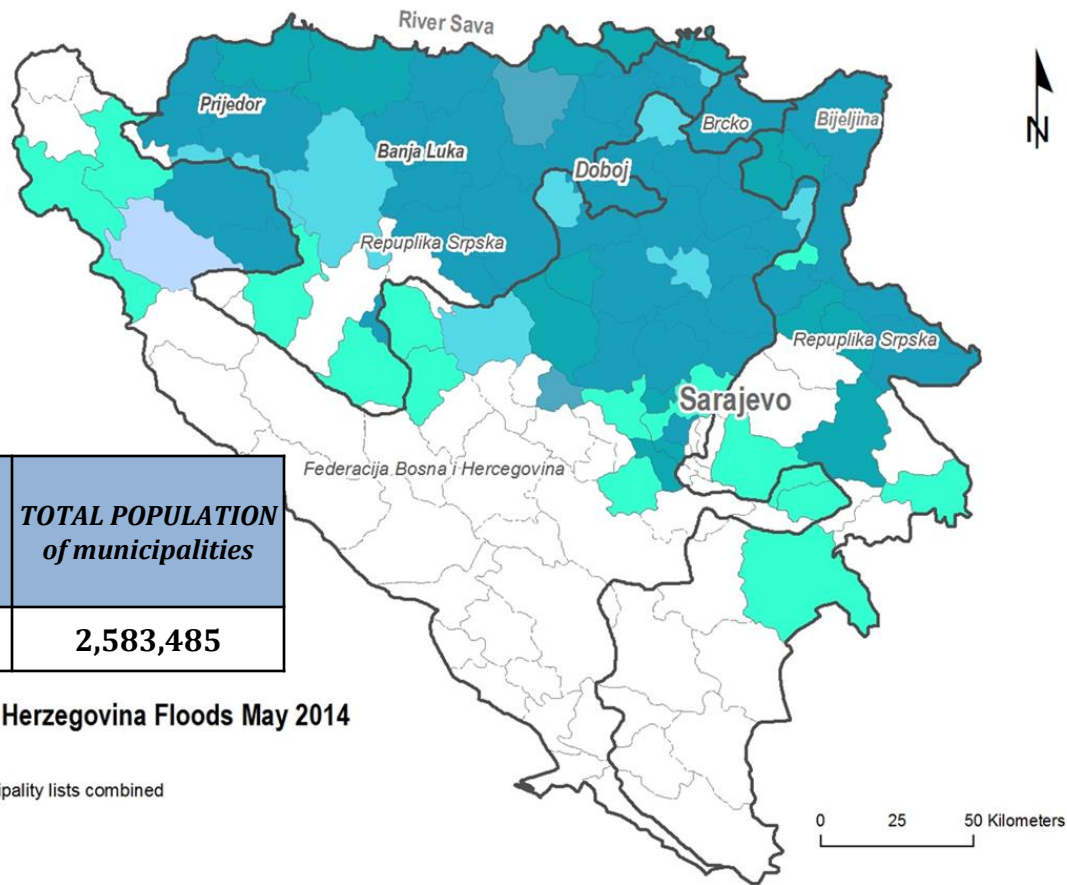 River Sava
N
Prijedor
Banja Luka
Brcko
Bijeljina
Doboj
Repuplika Srpska
Repuplika Srpska
Sarajevo
Federacija Bosna i Hercegovina
TOTAL POPULATION
of municipalities
2,583,485
Herzegovina Floods May 2014
ipality lists combined
0 25 50 Kilometers